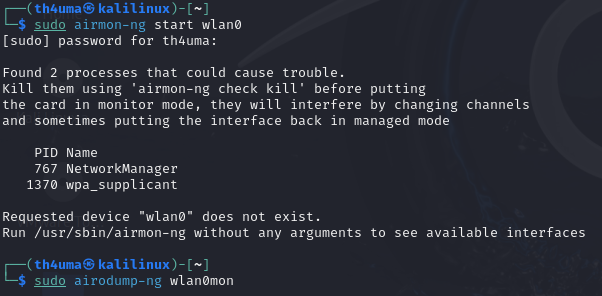 ┌──(th4uma㉿kalilinux)-[~]
└─$ sudo airmon-ng start wlan0
[sudo] password for th4uma:
Found 2 processes that could cause trouble.
Kill them using 'airmon-ng check kill' before putting
the card in monitor mode, they will interfere by changing channels
and sometimes putting the interface back in managed mode
PID Name
767 NetworkManager
1370 wpa_supplicant
Requested device "wlan0" does not exist.
Run /usr/sbin/airmon-ng without any arguments to see available interfaces
┌──(th4uma㉿kalilinux)-[~]
└─$ sudo airodump-ng wlan0mon